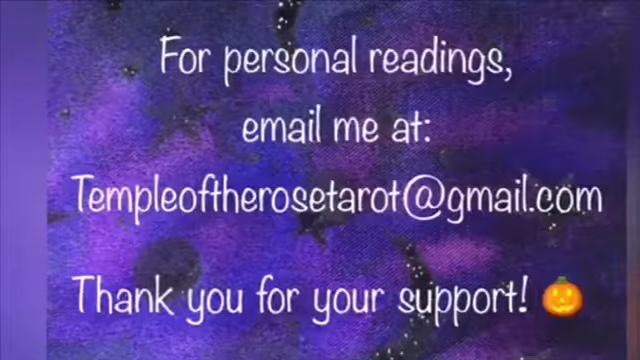 For personal readings,
email me at:
Templeoftherosetarot@gmail.com
Thank you for your support! 🎃